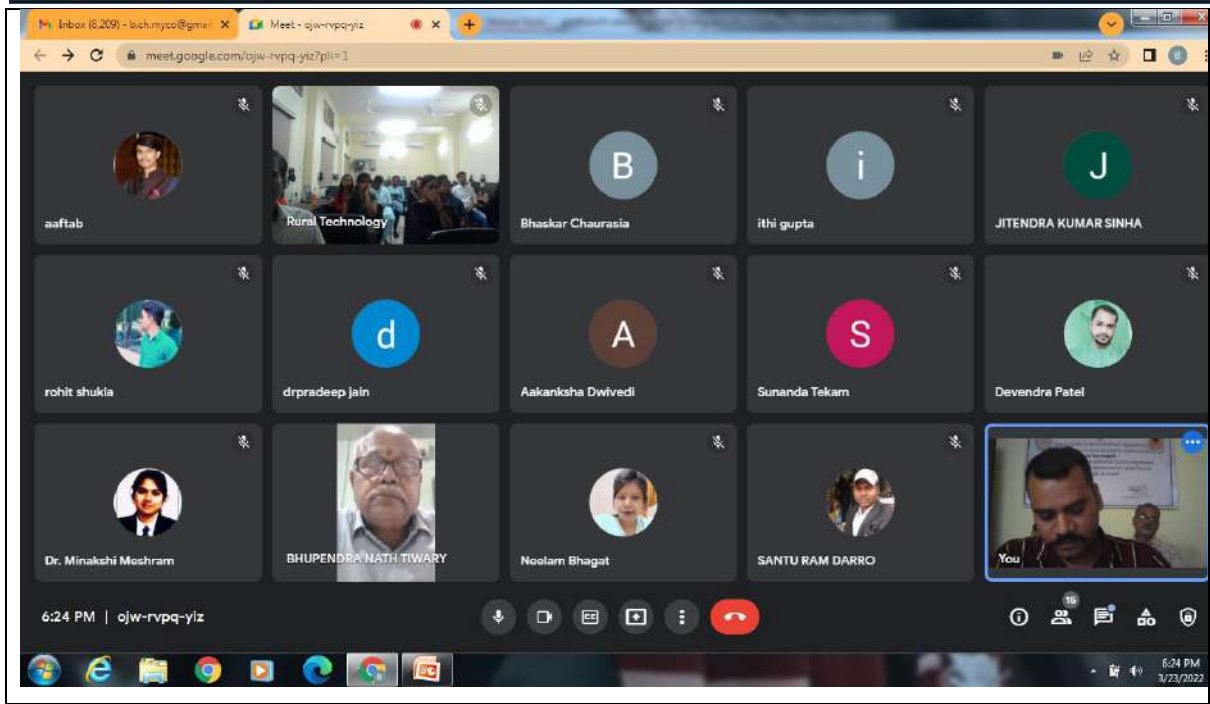 Inbox (8,209) - b.ch.myco@gmail
Meet - ojw-rvpq-yiz
meet.google.com/ojw-rvpq-yiz?pli=1
B
aaftab
Rural Technology
B
Bhaskar Chaurasia
i
ithi gupta
J
JITENDRA KUMAR SINHA
rohit shukla
d
drpradeep jain
A
Aakanksha Dwivedi
S
Sunanda Tekam
Devendra Patel
Dr. Minakshi Meshram
BHUPENDRA NATH TIWARY
Neelam Bhagat
SANTU RAM DARRO
You
6:24 PM | ojw-rvpq-yiz
CC
15
6:24 PM
3/23/2022